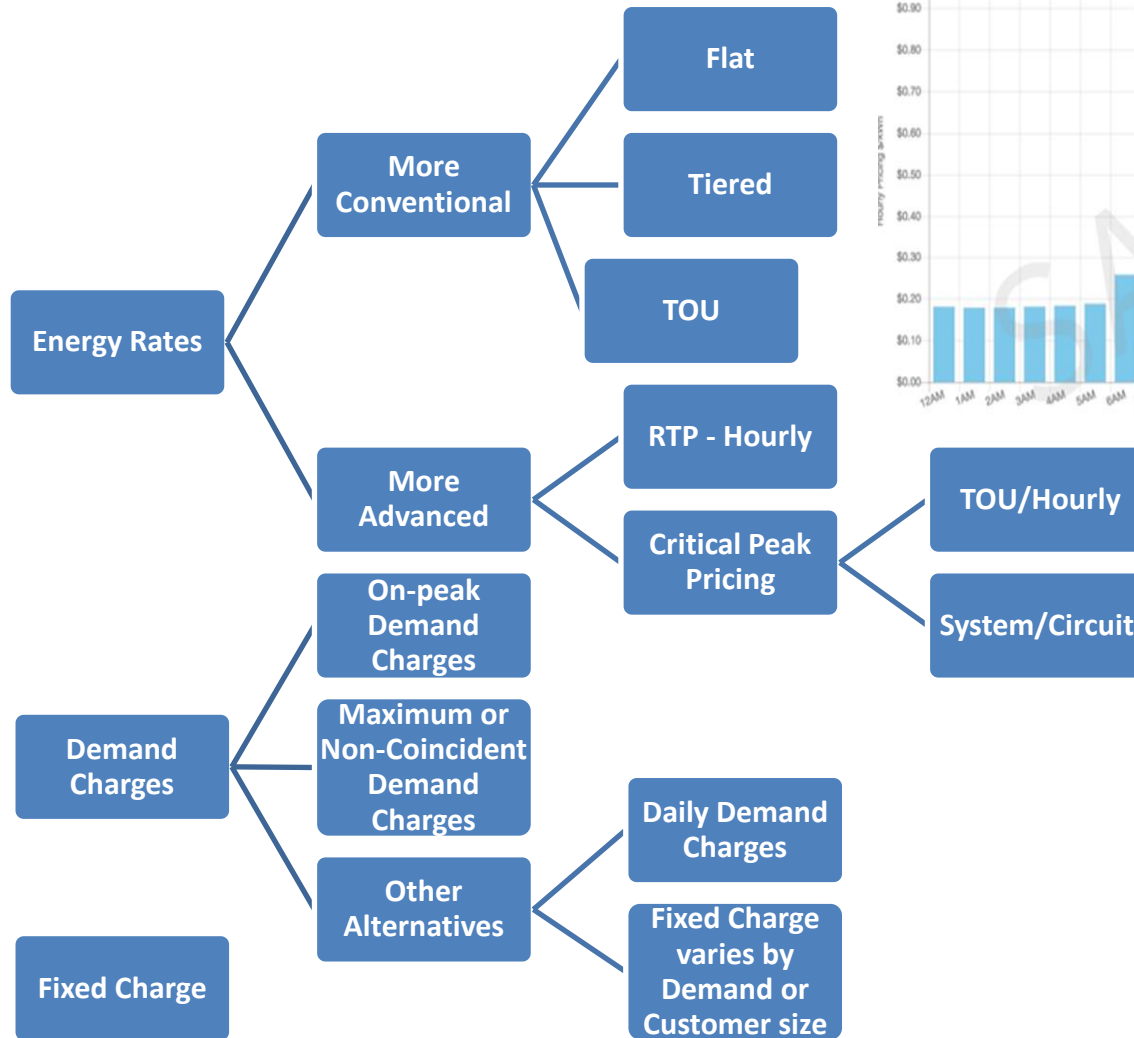 Flat
More
Conventional
Tiered
TOU
Energy Rates
RTP - Hourly
More
Advanced
Critical Peak
Pricing
TOU/Hourly
System/Circuit
On-peak
Demand
Charges
Demand
Charges
Maximum or
Non-Coincident
Demand
Charges
Other
Alternatives
Daily Demand
Charges
Fixed Charge
varies by
Demand or
Customer size
Fixed Charge
$0.90
$0.80
$0.70
$0.60
$0.50
$0.40
$0.30
$0.20
$0.10
$0.00
Hourly Pricing $/kWh
12AM 1AM 2AM 3AM 4AM 5AM 6AM